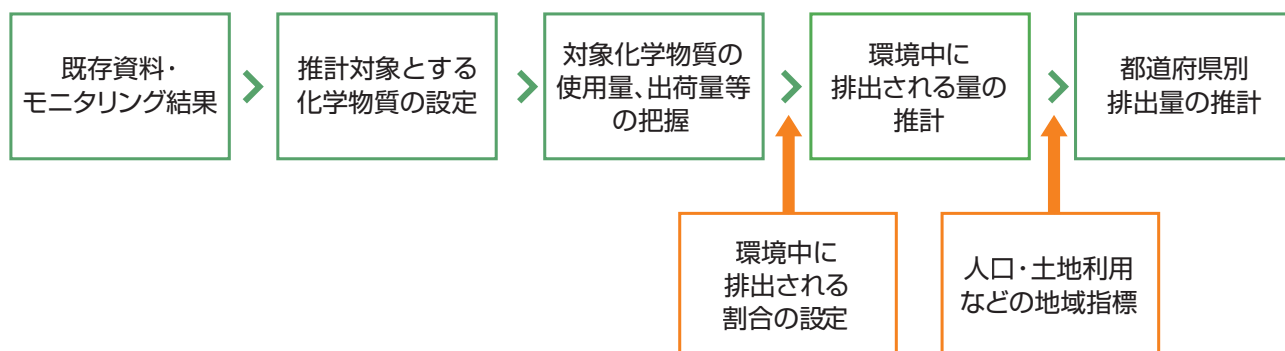 既存資料・
モニタリング結果
推計対象とする
化学物質の設定
対象化学物質の
使用量、出荷量等
の把握
環境中に
排出される量の
推計
都道府県別
排出量の推計
環境中に
排出される
割合の設定
人口・土地利用
などの地域指標